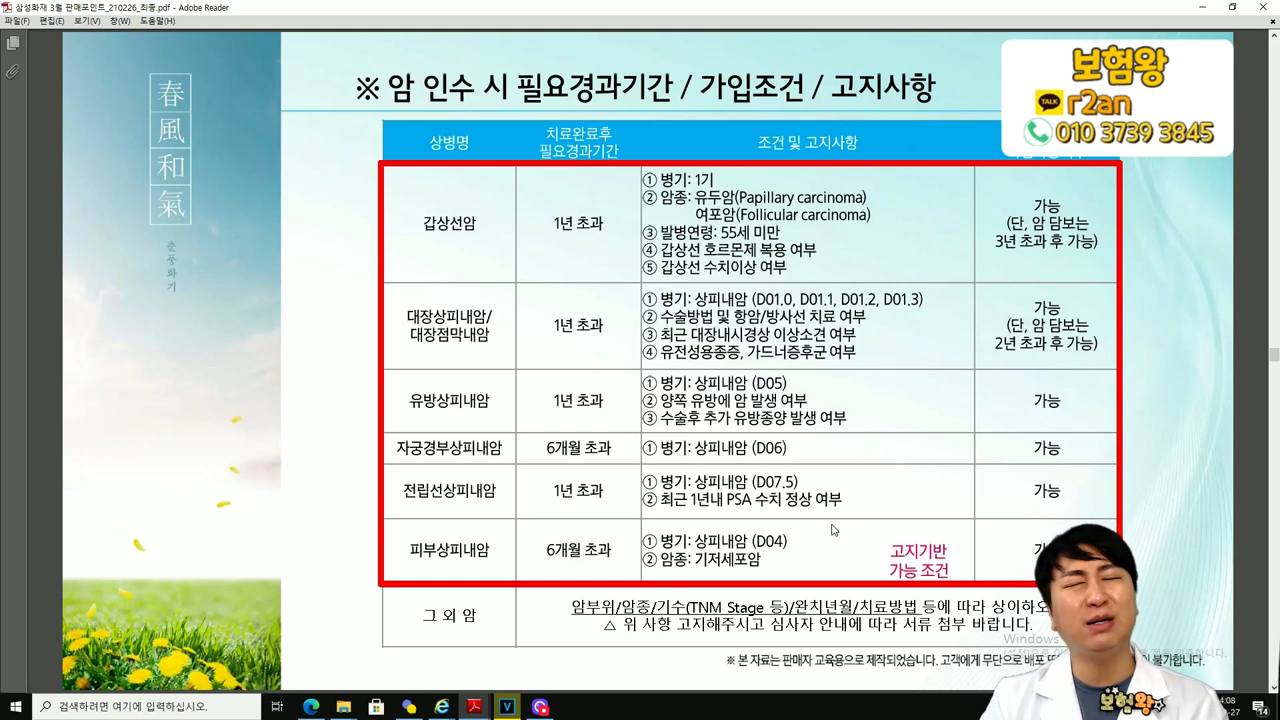 삼성화재 3월 판매포인트_210226_최종.pdf - Adobe Reader
파일(F) 편집(E) 보기(V) 창(W) 도움말(H)
春
風
和
氣
춘
풍
화
기
※ 암 인수 시 필요경과기간 / 가입조건 / 고지사항
보험왕
TALK r2an
010 3739 3845
상병명
치료완료후
필요경과기간
조건 및 고지사항
갑상선암
1년 초과
① 병기: 1기
② 암종: 유두암(Papillary carcinoma)
여포암(Follicular carcinoma)
③ 발병연령: 55세 미만
④ 갑상선 호르몬제 복용 여부
⑤ 갑상선 수치이상 여부
가능
(단, 암 담보는
3년 초과 후 가능)
대장상피내암/
대장점막내암
1년 초과
① 병기: 상피내암 (D01.0, D01.1, D01.2, D01.3)
② 수술방법 및 항암/방사선 치료 여부
③ 최근 대장내시경상 이상소견 여부
④ 유전성용종증, 가드너증후군 여부
가능
(단, 암 담보는
2년 초과 후 가능)
유방상피내암
1년 초과
① 병기: 상피내암 (D05)
② 양쪽 유방에 암 발생 여부
③ 수술후 추가 유방종양 발생 여부
가능
자궁경부상피내암
6개월 초과
① 병기: 상피내암 (D06)
가능
전립선상피내암
1년 초과
① 병기: 상피내암 (D07.5)
② 최근 1년내 PSA 수치 정상 여부
가능
피부상피내암
6개월 초과
① 병기: 상피내암 (D04)
② 암종: 기저세포암
고지기반
가능 조건
그 외 암
암부위/암종/기수(TNM Stage 등)/완치년월/치료방법 등에 따라 상이하오
△ 위 사항 고지해주시고 심사자 안내에 따라 서류 첨부 바랍니다.
Windows
※ 본 자료는 판매자 교육용으로 제작되었습니다. 고객에게 무단으로 배포 불가합니다.
보험왕
검색하려면 여기에 입력하십시오.
4:08
-27
14